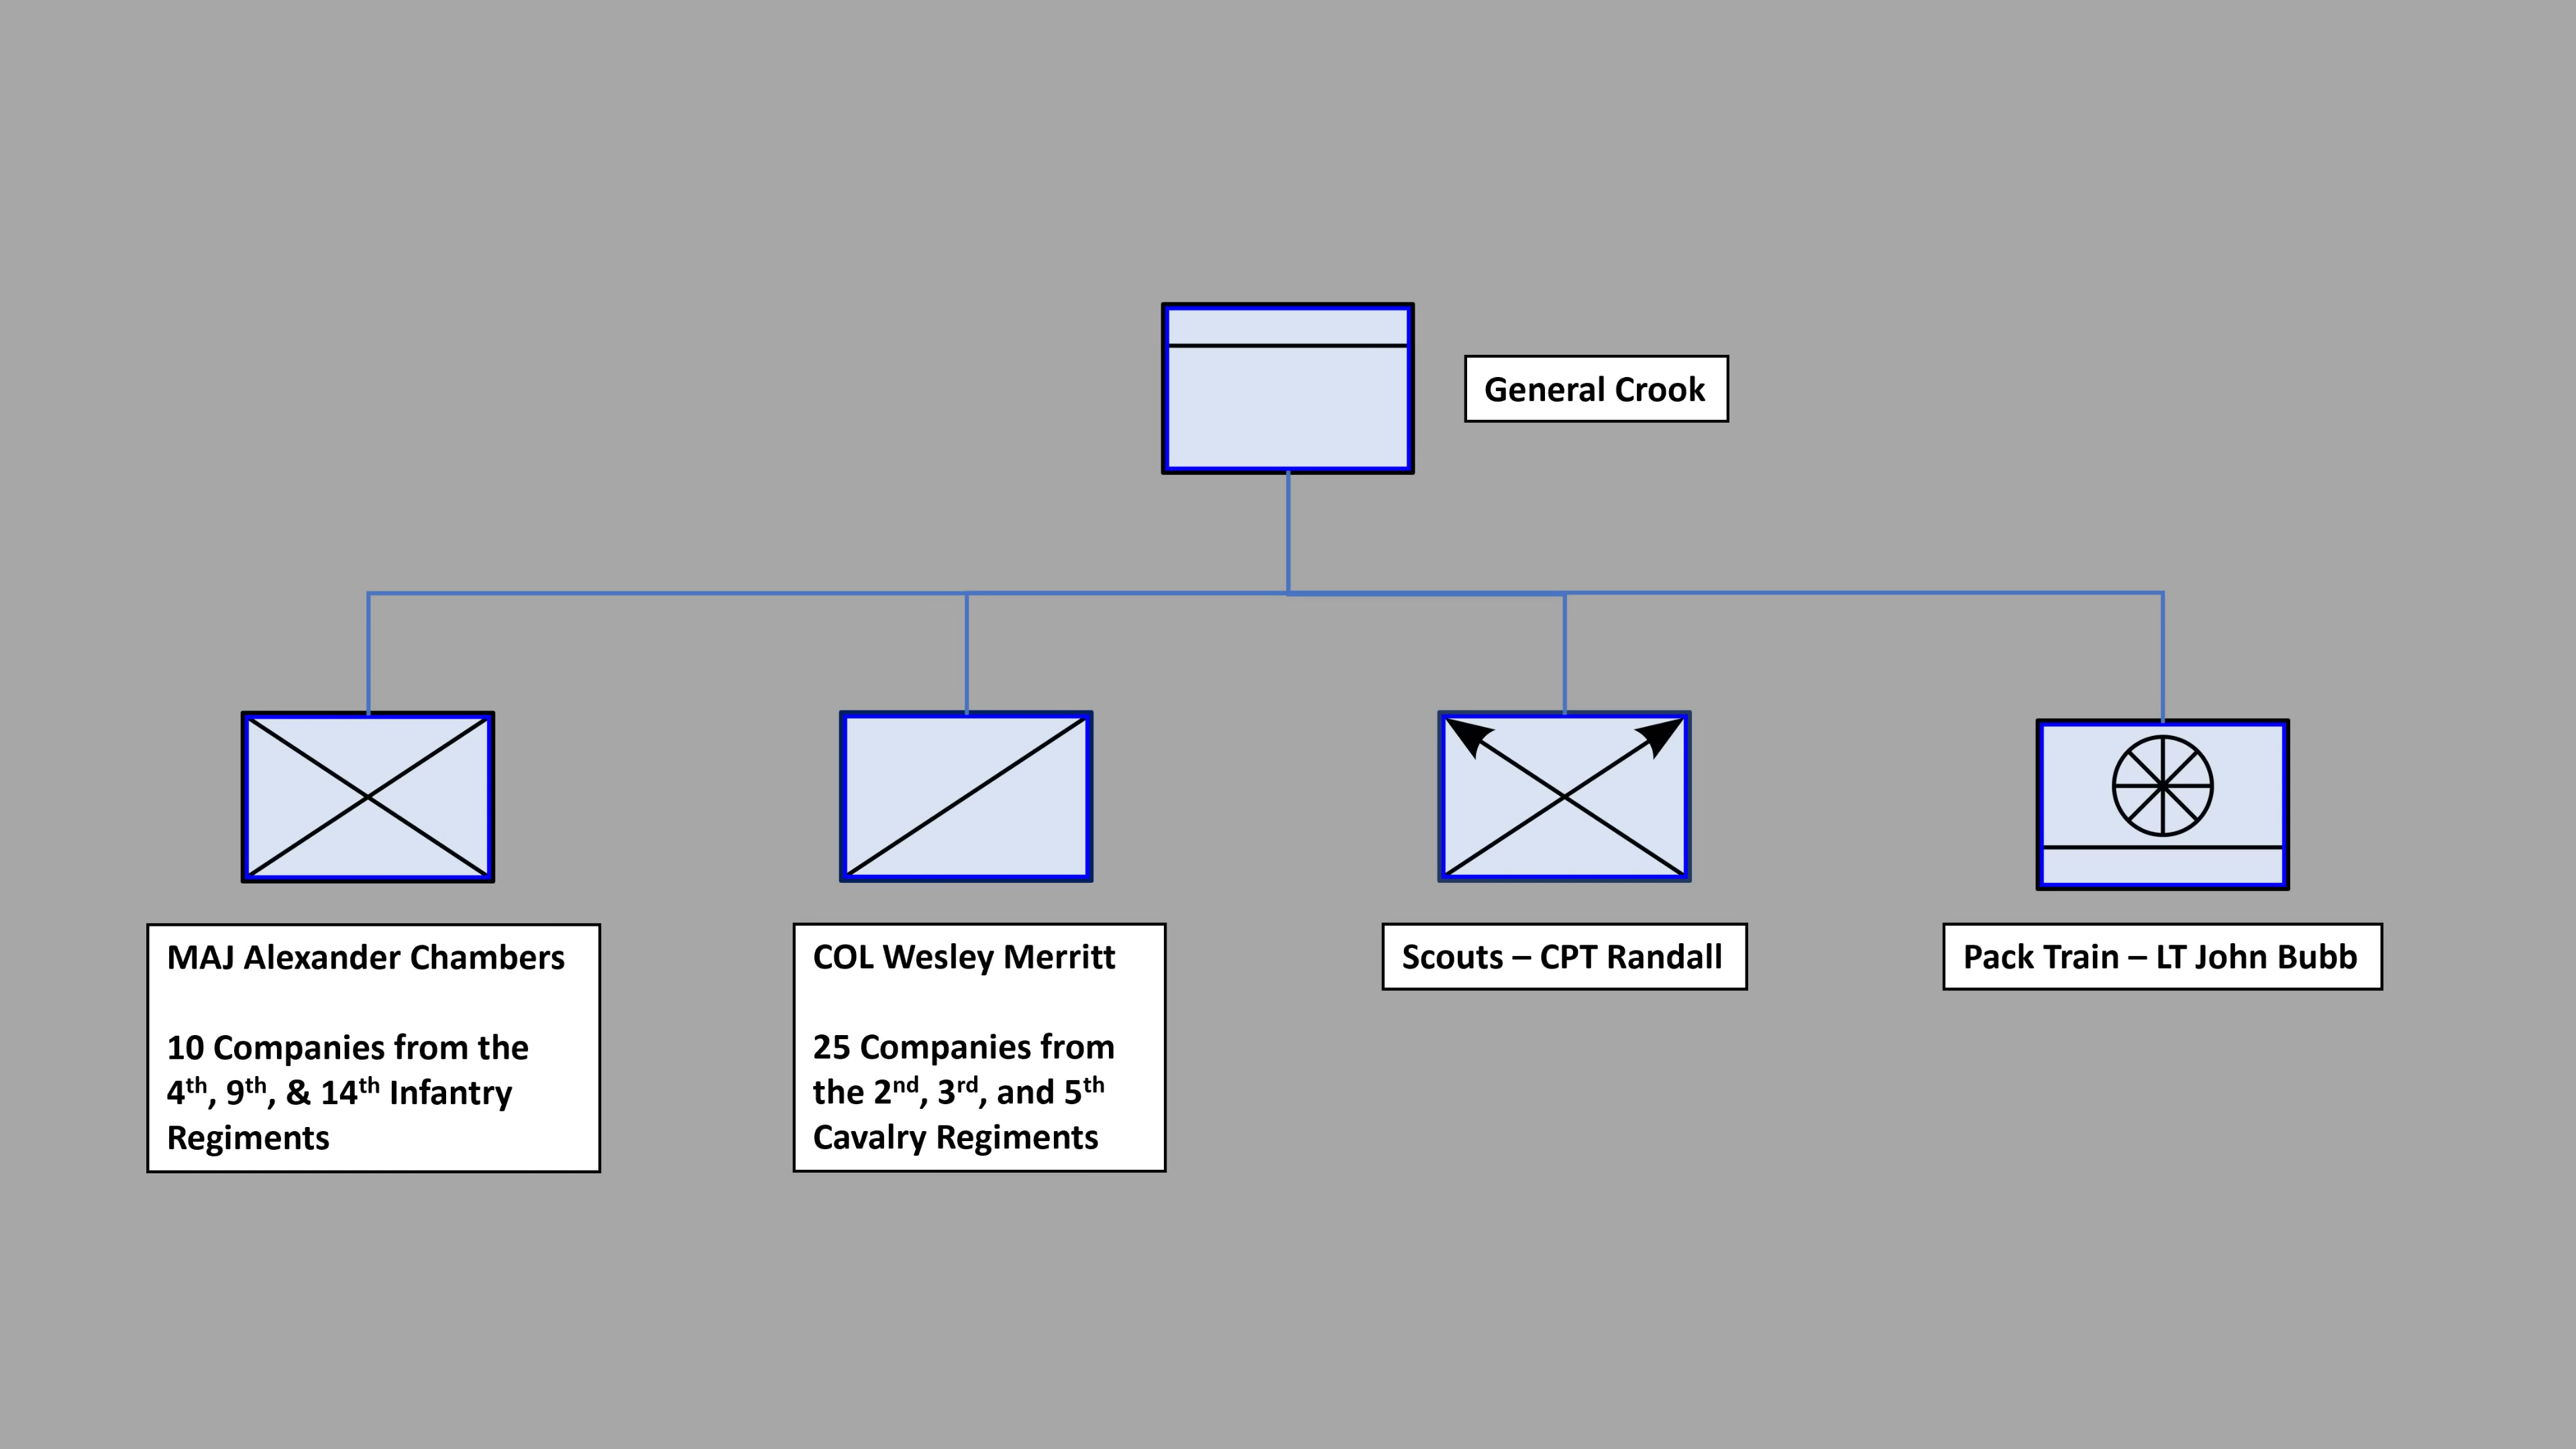 General Crook
MAJ Alexander Chambers
10 Companies from the
4th, 9th, & 14th Infantry
Regiments
COL Wesley Merritt
25 Companies from
the 2nd, 3rd, and 5th
Cavalry Regiments
Scouts – CPT Randall
Pack Train – LT John Bubb